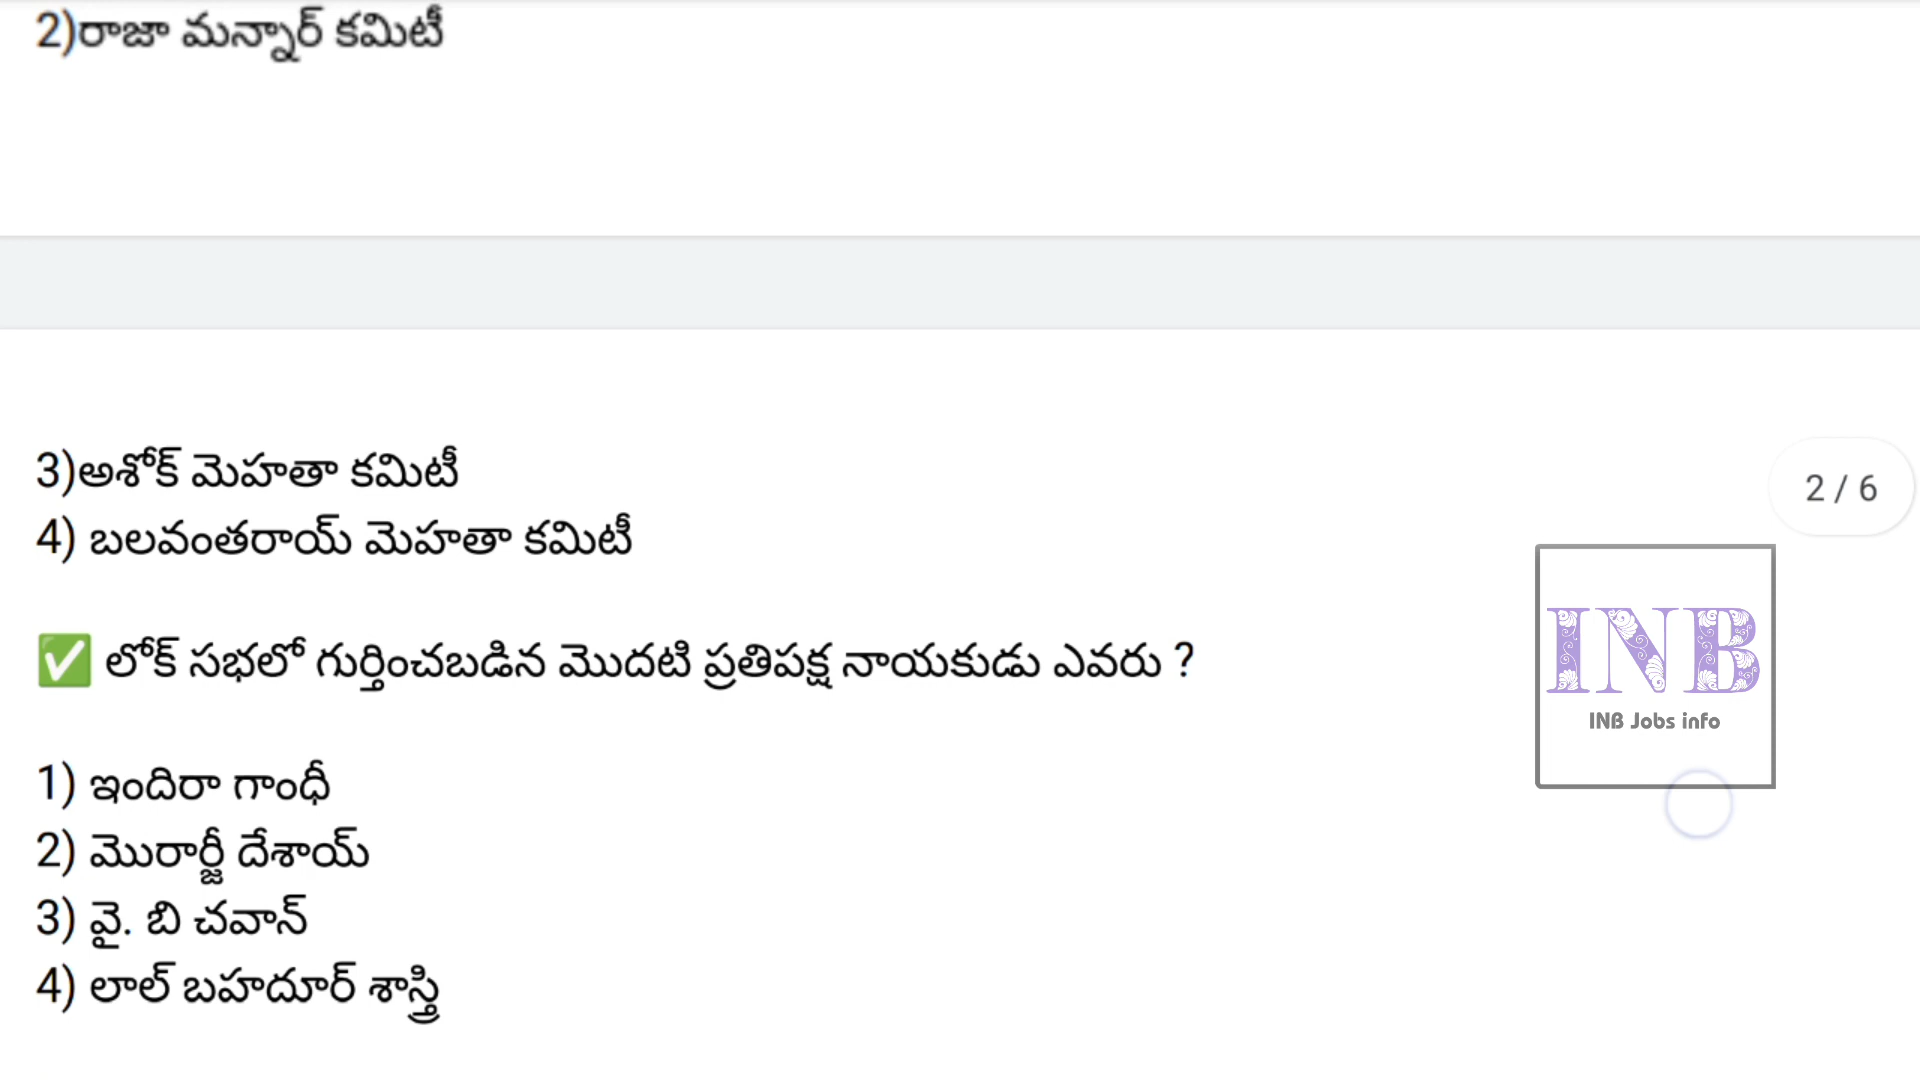 2)రాజా మన్నార్ కమిటీ
3)అశోక్ మెహతా కమిటీ
4) బలవంతరాయ్ మెహతా కమిటీ
2 / 6
✅ లోక్ సభలో గుర్తించబడిన మొదటి ప్రతిపక్ష నాయకుడు ఎవరు ?
INB
INB Jobs info
1) ఇందిరా గాంధీ
2) మొరార్జీ దేశాయ్
3) వై. బి చవాన్
4) లాల్ బహదూర్ శాస్త్రి